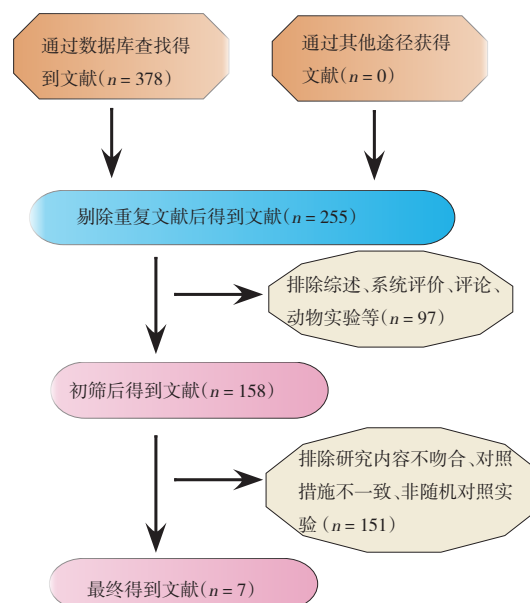 通过数据库查找得
到文献(n = 378)
通过其他途径获得
文献(n = 0)
剔除重复文献后得到文献(n = 255)
排除综述、系统评价、评论、
动物实验等(n = 97)
初筛后得到文献(n = 158)
排除研究内容不吻合、对照
措施不一致、非随机对照实
验 (n = 151)
最终得到文献(n = 7)